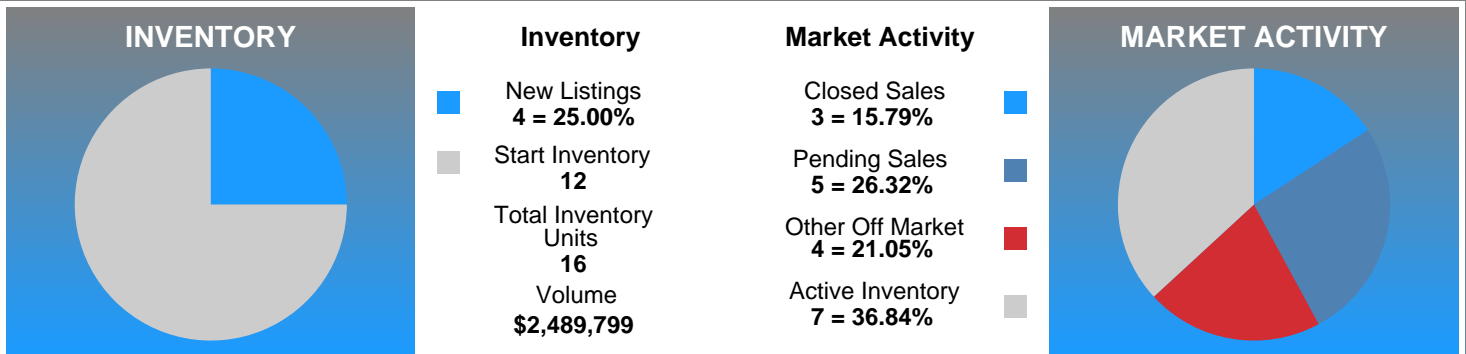 INVENTORY
Inventory
New Listings
4 = 25.00%
Start Inventory
12
Total Inventory
Units
16
Volume
$2,489,799
Market Activity
Closed Sales
3 = 15.79%
Pending Sales
5 = 26.32%
Other Off Market
4 = 21.05%
Active Inventory
7 = 36.84%
MARKET ACTIVITY